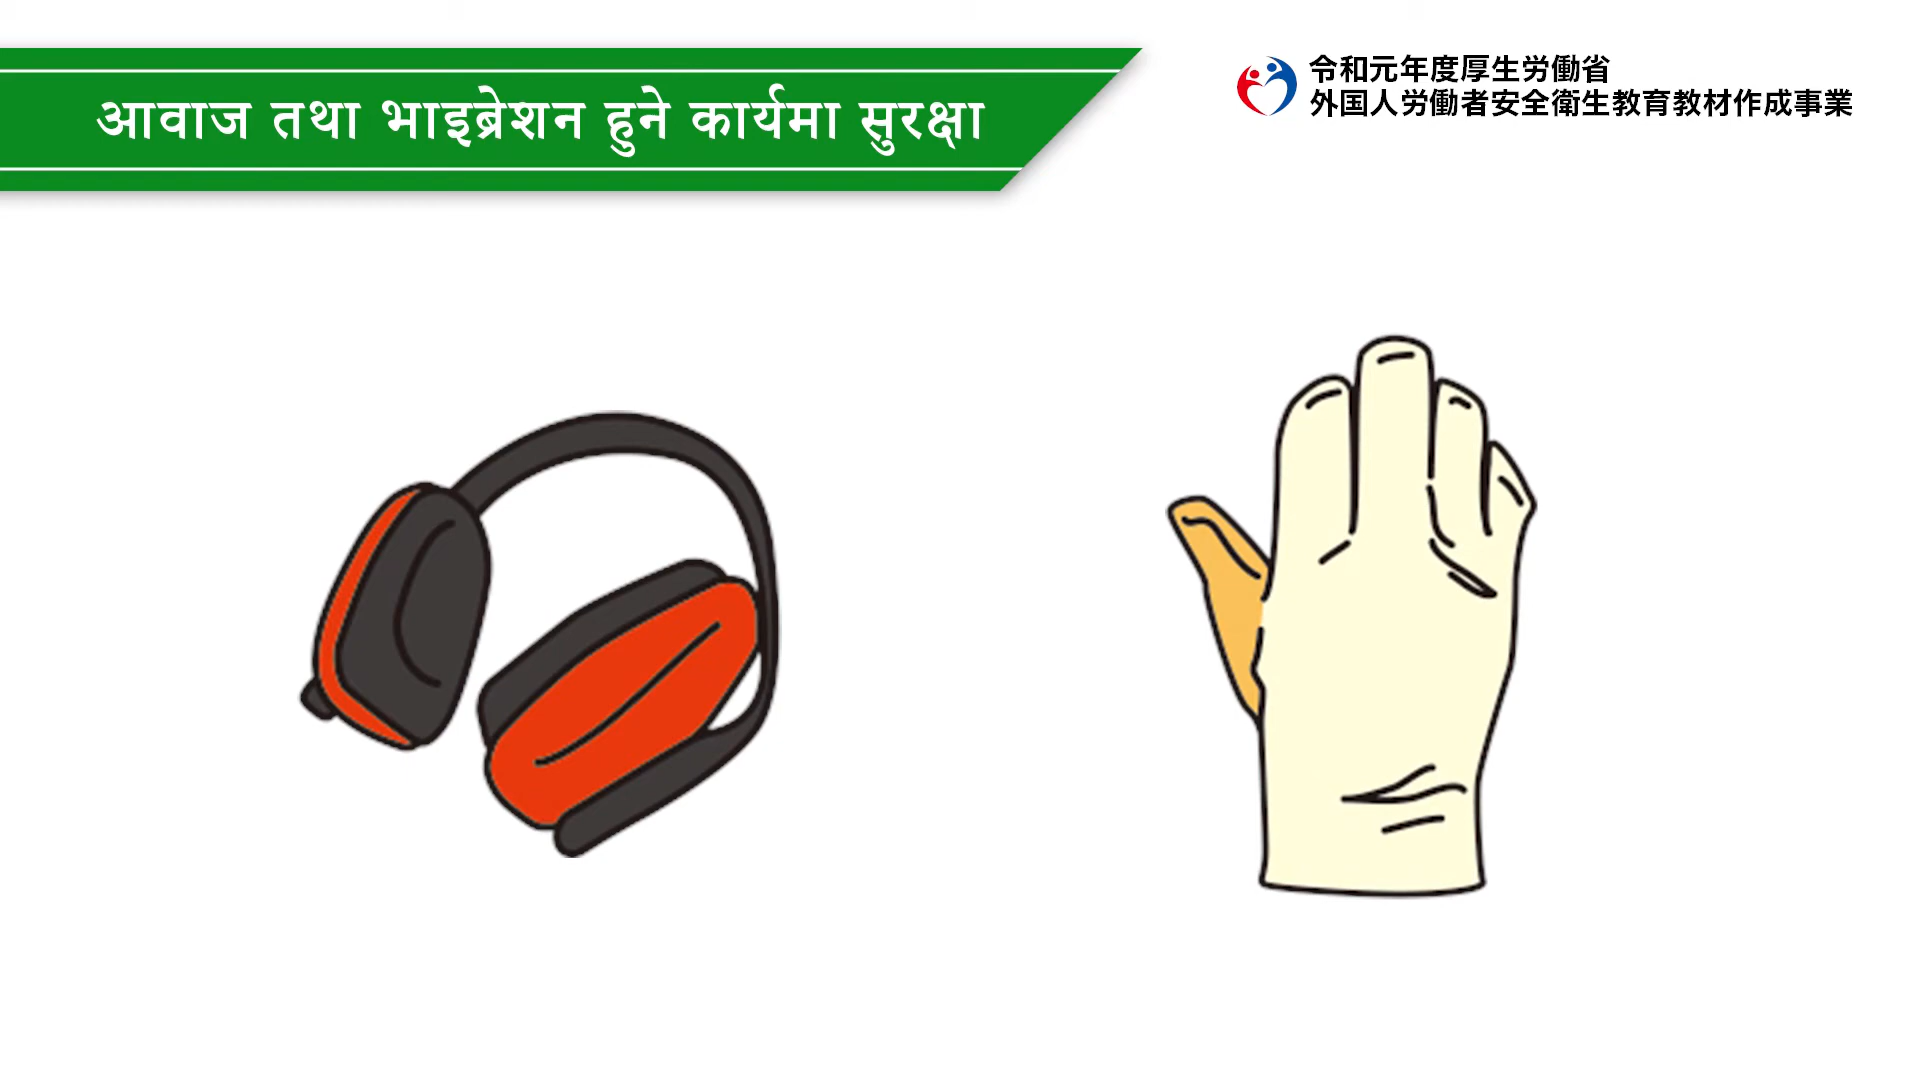 आवाज तथा भाइब्रेशन हुने कार्यमा सुरक्षा
令和元年度厚生労働省
外国人労働者安全衛生教育教材作成事業